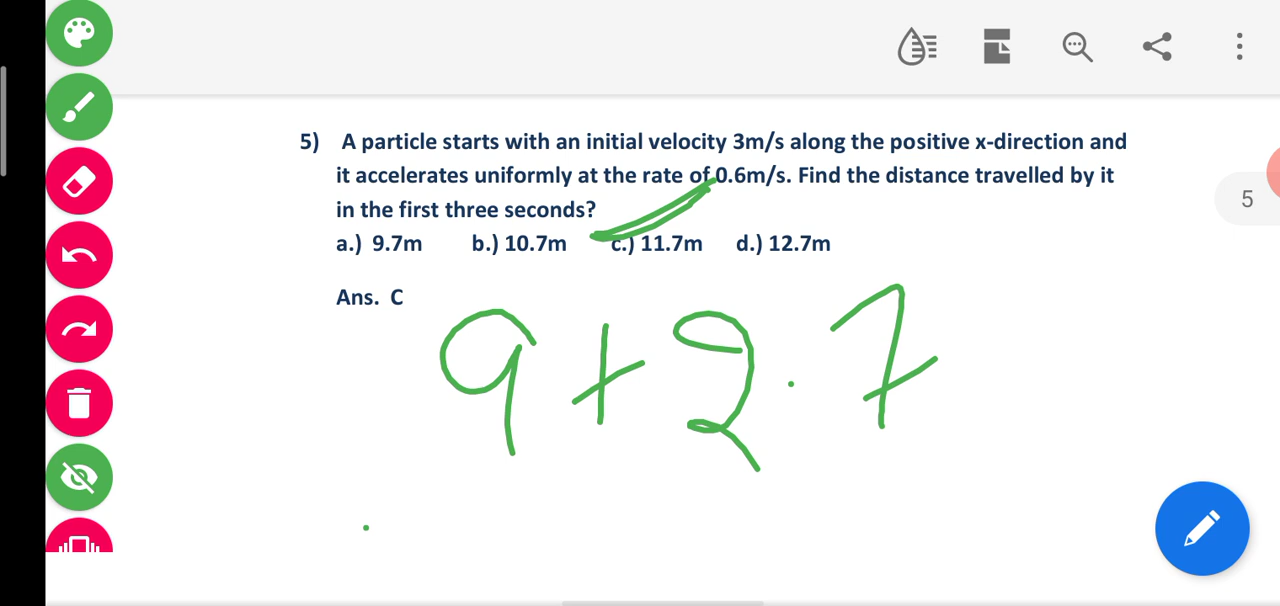 5) A particle starts with an initial velocity 3m/s along the positive x-direction and
it accelerates uniformly at the rate of 0.6m/s. Find the distance travelled by it
in the first three seconds?
a.) 9.7m b.) 10.7m c.) 11.7m d.) 12.7m
Ans. C
9+2.7
5